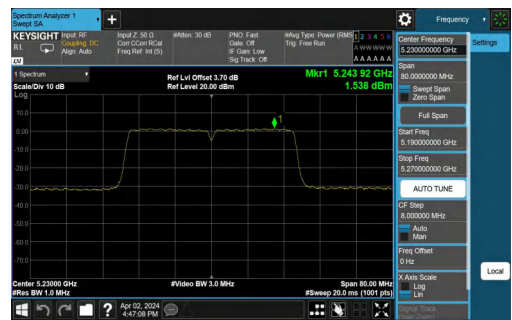 Spectrum Analyzer 1
Swept SA
Frequency
KEYSIGHT Input: RF
RL
Coupling: DC
Align: Auto
LXI
Input Z: 50 Ω
Corr CCorr RCal
Freq Ref: Int (S)
#Atten: 30 dB
PNO: Fast
Gate: Off
IF Gain: Low
Sig Track: Off
#Avg Type: Power (RMS
Trig: Free Run
1 2 3 4 5 6
A W W W W W
A A A A A A
1 Spectrum
Scale/Div 10 dB
Ref Lvl Offset 3.70 dB
Ref Level 20.00 dBm
Mkr1 5.243 92 GHz
1.538 dBm
Log
10.0
0.00
-10.0
-20.0
-30.0
-40.0
-50.0
-60.0
-70.0
1
Center 5.23000 GHz
#Res BW 1.0 MHz
#Video BW 3.0 MHz
Span 80.00 MHz
#Sweep 20.0 ms (1001 pts)
Center Frequency
5.230000000 GHz
Settings
Span
80.0000000 MHz
Swept Span
Zero Span
Full Span
Start Freq
5.190000000 GHz
Stop Freq
5.270000000 GHz
AUTO TUNE
CF Step
8.000000 MHz
Auto
Man
Freq Offset
0 Hz
X Axis Scale
Log
Lin
Signal Track
Local
Apr 02, 2024
4:47:08 PM